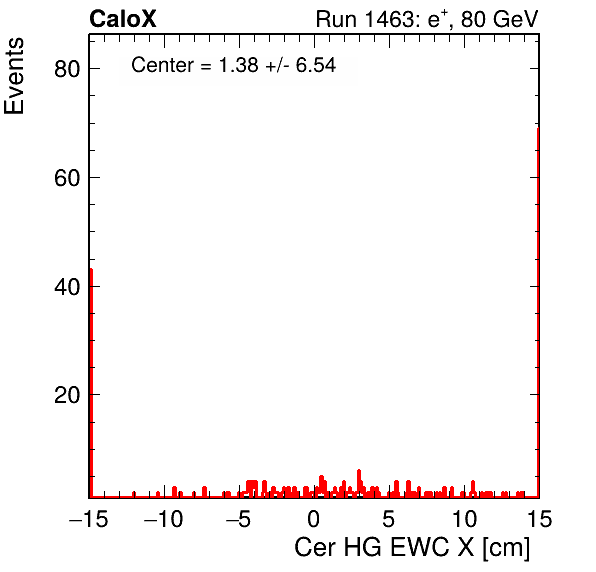 CaloX Run 1463: e⁺, 80 GeV
Center = 1.38 +/- 6.54
Events
80
60
40
20
−15 −10 −5 0 5 10 15
Cer HG EWC X [cm]